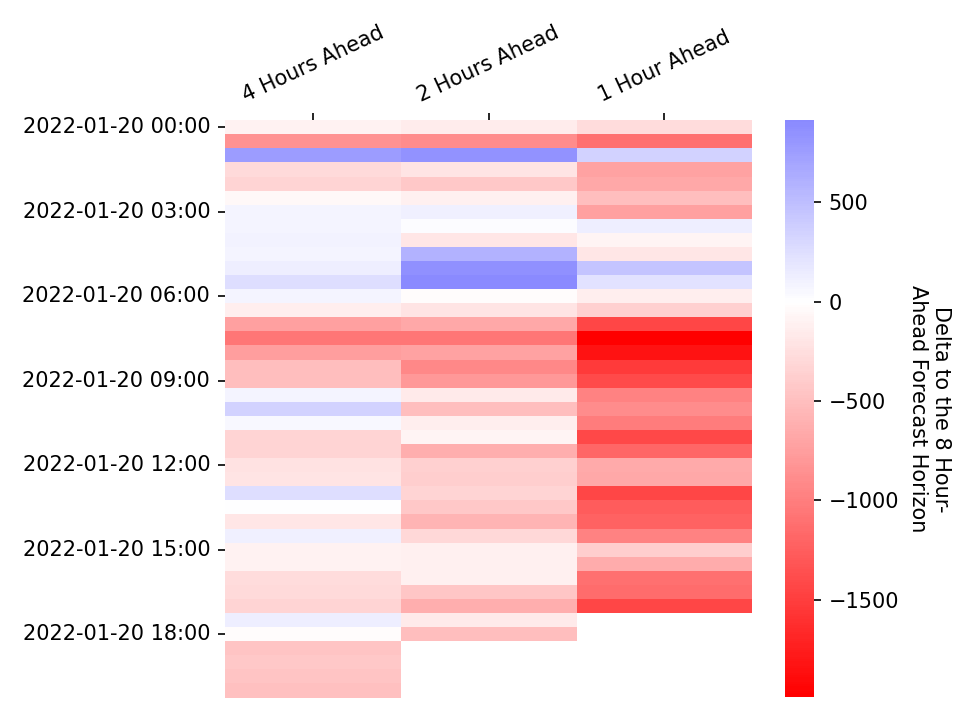 4 Hours Ahead
2 Hours Ahead
1 Hour Ahead
2022-01-20 00:00
2022-01-20 03:00
2022-01-20 06:00
2022-01-20 09:00
2022-01-20 12:00
2022-01-20 15:00
2022-01-20 18:00
500
0
−500
−1000
−1500
Delta to the 8 Hour-
Ahead Forecast Horizon